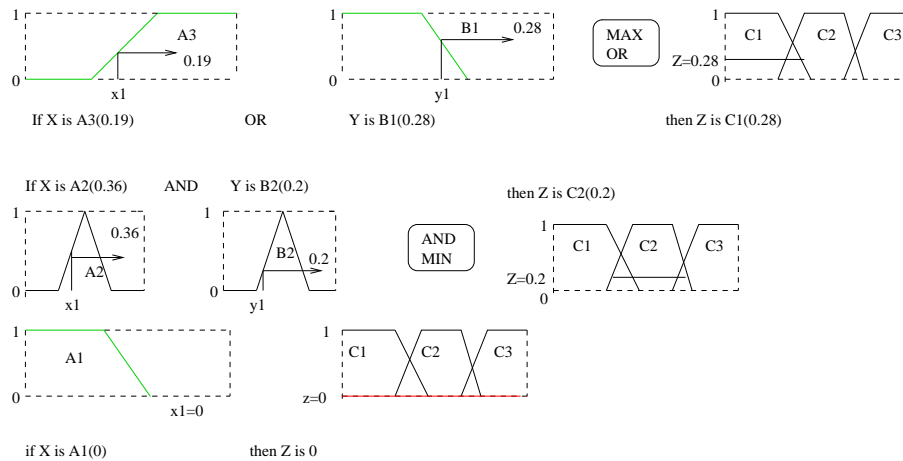 1
A3
0.19
0
x1
1
B1
0.28
0
y1
MAX
OR
1
C1
C2
C3
Z=0.28
0
If X is A3(0.19) OR Y is B1(0.28) then Z is C1(0.28)
If X is A2(0.36) AND Y is B2(0.2) then Z is C2(0.2)
1
0.36
A2
0
x1
1
B2
0.2
0
y1
AND
MIN
1
C1
C2
C3
Z=0.2
0
1
A1
0
x1=0
1
C1
C2
C3
z=0
if X is A1(0) then Z is 0